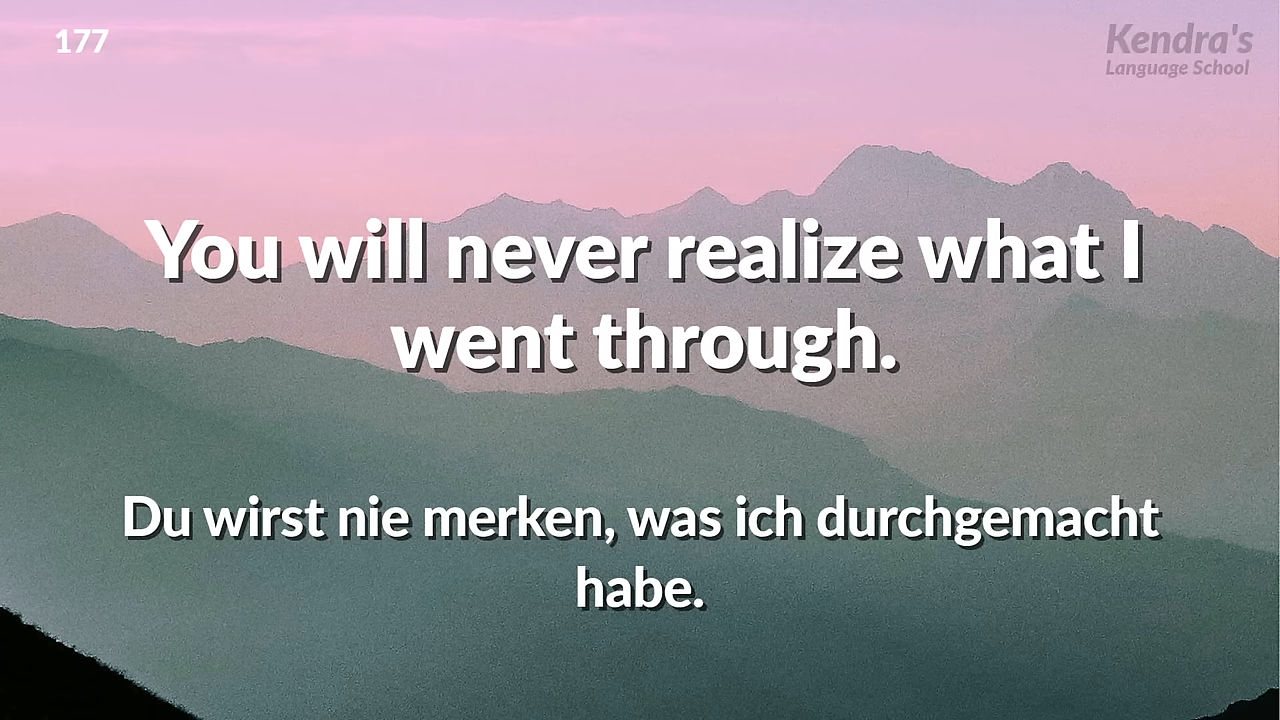 177
Kendra's
Language School
You will never realize what I
went through.
Du wirst nie merken, was ich durchgemacht
habe.